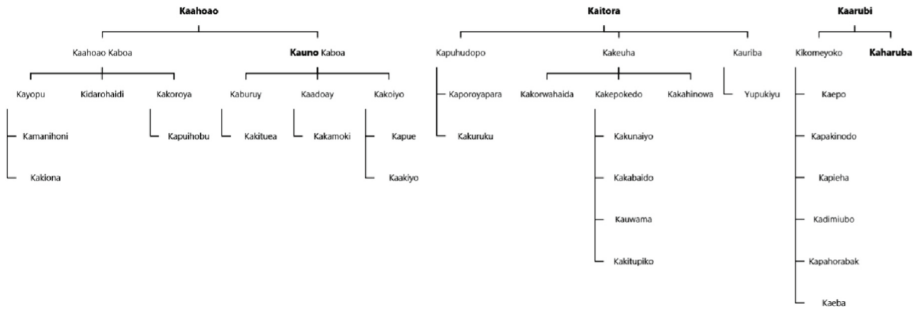 Kaahoao Kaitora Kaarubi
Kaahoao Kaboa Kauno Kaboa Kapuhudopo Kakeuha Kauriba Kikomeyoko Kaharuba
Kayopu Kidarohaidi Kakoroya Kaburuy Kaadoay Kakoiyo Kaporoyapara Kakorwahaida Kakepokedo Kakahinowa Yupukiyu Kaepo
Kamanihoni Kapuihobu Kakituea Kakamoki Kapue Kakuruku Kakunaiyo Kapakinodo
Kakiona Kaakiyo Kakabaido Kapieha
Kauwama Kadimiubo
Kakitupiko Kapahorabak
Kaeba